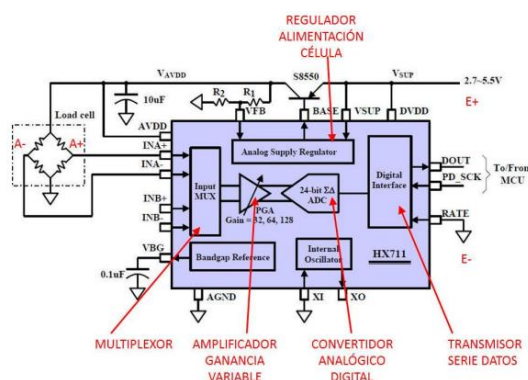 REGULADOR
ALIMENTACIÓN
CÉLULA
V_AVDD
R2
R1
S8550
V_SUP
2.7~5.5V
10uF
VFB
BASE
VSUP
DVDD
E+
Load cell
AVDD
Analog Supply Regulator
A-
A+
INA+
INA-
Input
MUX
Digital
Interface
DOUT
PD_SCK
To/From
MCU
24-bit ΣΔ
ADC
INB+
INB-
PGA
Gain = 32, 64, 128
RATE
VBG
Internal
Oscillator
HX711
E-
0.1uF
Bandgap Reference
AGND
XI
XO
MULTIPLEXOR
AMPLIFICADOR
GANANCIA
VARIABLE
CONVERTIDOR
ANALÓGICO
DIGITAL
TRANSMISOR
SERIE DATOS